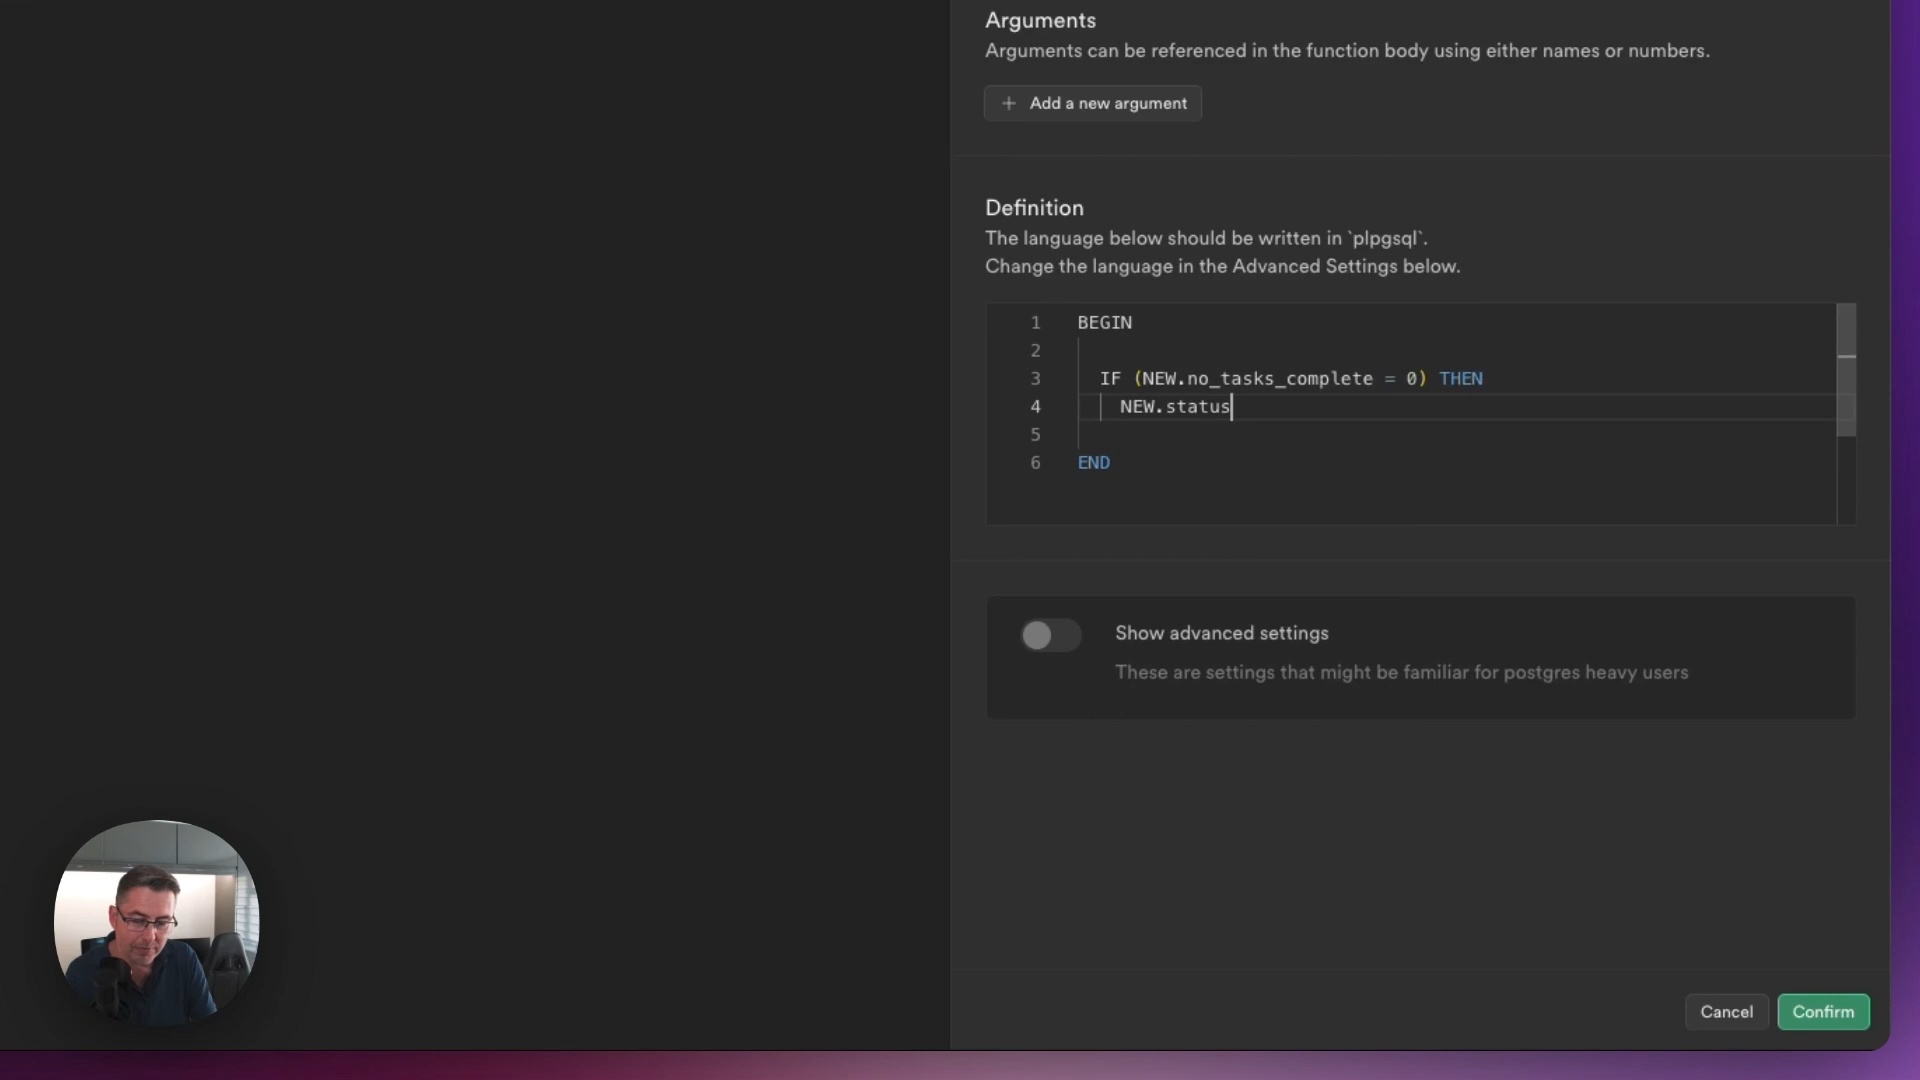 Arguments
Arguments can be referenced in the function body using either names or numbers.
+ Add a new argument
Definition
The language below should be written in `plpgsql`.
Change the language in the Advanced Settings below.
1 BEGIN
2
3 IF (NEW.no_tasks_complete = 0) THEN
4 NEW.status
5
6 END
Show advanced settings
These are settings that might be familiar for postgres heavy users
Cancel Confirm